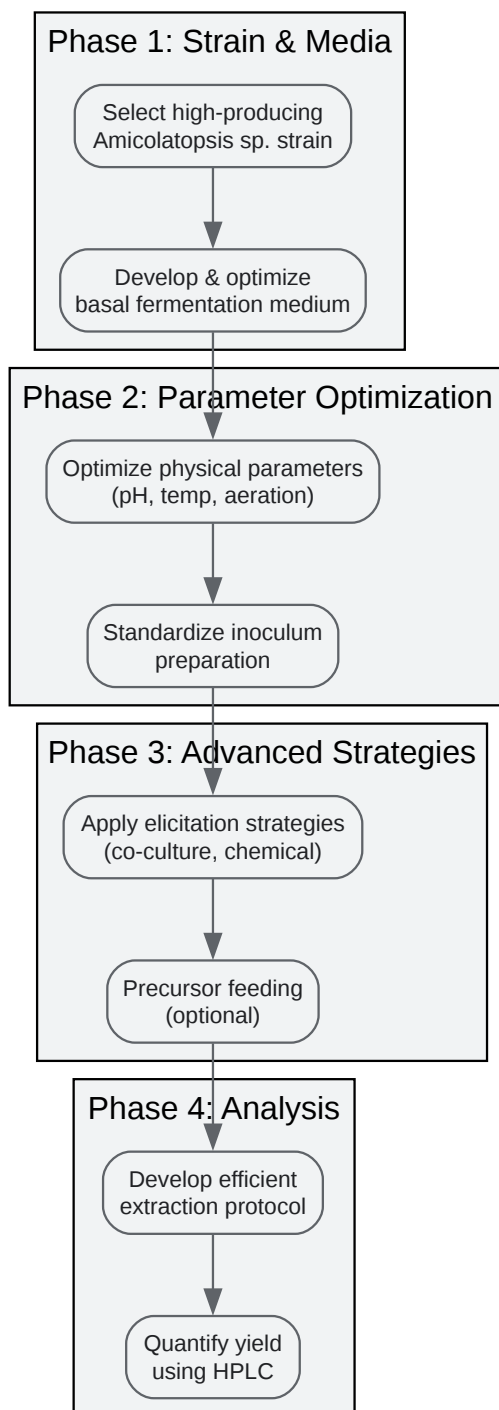 Phase 1: Strain & Media
Select high-producing
Amicolatopsis sp. strain
Develop & optimize
basal fermentation medium
Phase 2: Parameter Optimization
Optimize physical parameters
(pH, temp, aeration)
Standardize inoculum
preparation
Phase 3: Advanced Strategies
Apply elicitation strategies
(co-culture, chemical)
Precursor feeding
(optional)
Phase 4: Analysis
Develop efficient
extraction protocol
Quantify yield
using HPLC